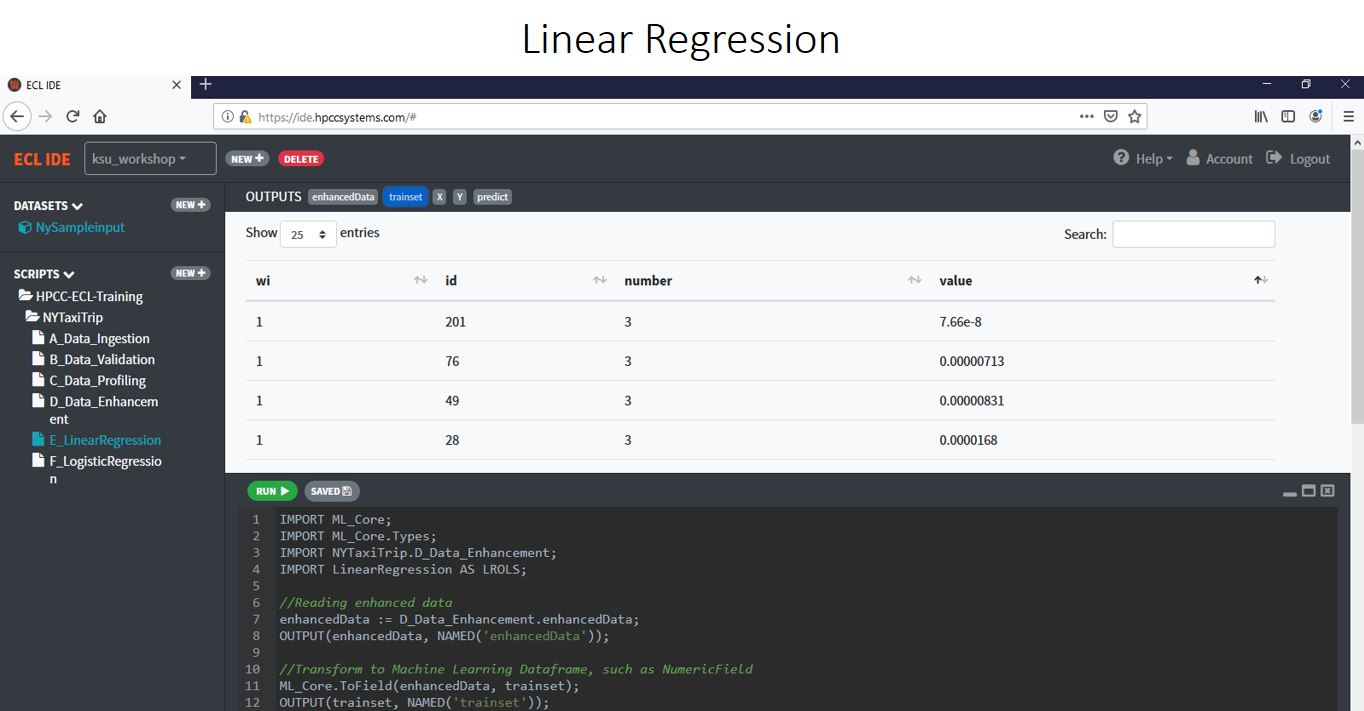 Linear Regression
ECL IDE
https://ide.hpccsystems.com/#
ECL IDE ksu_workshop NEW DELETE Help Account Logout
DATASETS NEW
NySampleinput
SCRIPTS NEW
HPCC-ECL-Training
NYTaxiTrip
A_Data_Ingestion
B_Data_Validation
C_Data_Profiling
D_Data_Enhancem
ent
E_LinearRegression
F_LogisticRegressio
n
OUTPUTS enhancedData trainset X Y predict
Show 25 entries Search:
wi id number value
1 201 3 7.66e-8
1 76 3 0.00000713
1 49 3 0.00000831
1 28 3 0.0000168
RUN SAVED
1 IMPORT ML_Core;
2 IMPORT ML_Core.Types;
3 IMPORT NYTaxiTrip.D_Data_Enhancement;
4 IMPORT LinearRegression AS LROLS;
5
6 //Reading enhanced data
7 enhancedData := D_Data_Enhancement.enhancedData;
8 OUTPUT(enhancedData, NAMED('enhancedData'));
9
10 //Transform to Machine Learning Dataframe, such as NumericField
11 ML_Core.ToField(enhancedData, trainset);
12 OUTPUT(trainset, NAMED('trainset'));